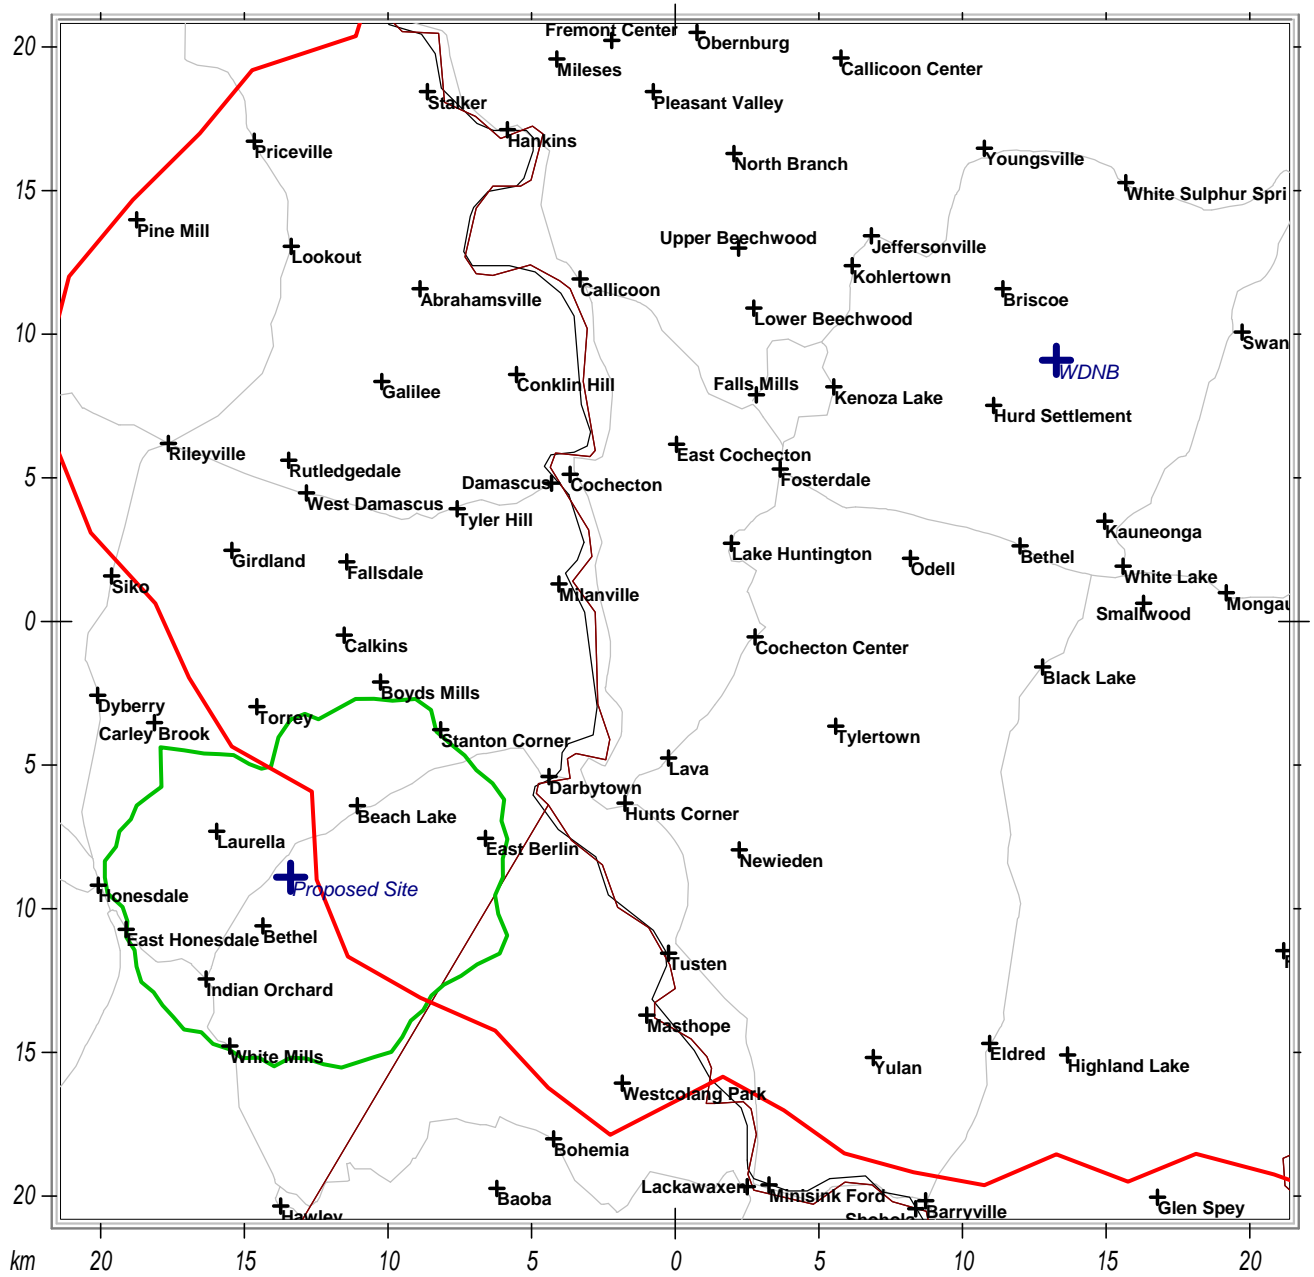 Fremont Center
Obernburg
20
Mileses
Callicoon Center
Stalker
Pleasant Valley
Hankins
Priceville
North Branch
Youngsville
15
White Sulphur Spri
Pine Mill
Upper Beechwood
Jeffersonville
Lookout
Kohlertown
Callicoon
Abrahamsville
Briscoe
Lower Beechwood
10
Swan
WDNB
Galilee
Conklin Hill
Falls Mills
Kenoza Lake
Hurd Settlement
Rileyville
East Cochecton
Rutledgedale
5
Damascus
Cochecton
Fosterdale
West Damascus
Tyler Hill
Kauneonga
Girdland
Lake Huntington
Bethel
Fallsdale
Odell
White Lake
Siko
Milanville
Smallwood
Mongau
0
Calkins
Cochecton Center
Black Lake
Boyds Mills
Dyberry
Torrey
Carley Brook
Stanton Corner
Tylertown
5
Lava
Darbytown
Beach Lake
Hunts Corner
Laurella
East Berlin
Newieden
Proposed Site
Honesdale
10
East Honesdale
Bethel
Tusten
Indian Orchard
Masthope
15
White Mills
Eldred
Yulan
Highland Lake
Westcolang Park
Bohemia
20
Lackawaxen
Minisink Ford
Baoba
Barryville
Glen Spey
Hawley
Shohola
km
20 15 10 5 0 5 10 15 20